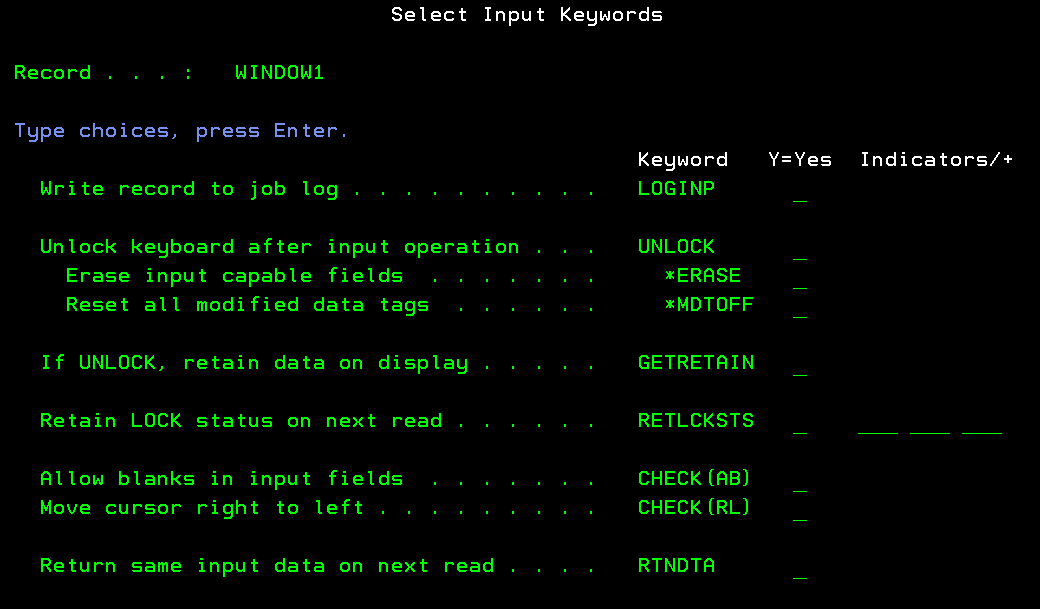 Select Input Keywords
Record . . . :   WINDOW1
Type choices, press Enter.
Keyword   Y=Yes  Indicators/+
Write record to job log . . . . . . . . . .   LOGINP      _
Unlock keyboard after input operation . . .   UNLOCK      _
Erase input capable fields  . . . . . . .     *ERASE    _
Reset all modified data tags  . . . . . .     *MDTOFF   _
If UNLOCK, retain data on display . . . . .   GETRETAIN   _
Retain LOCK status on next read . . . . . .   RETLCKSTS   _    ___ ___ ___
Allow blanks in input fields  . . . . . . .   CHECK(AB)   _
Move cursor right to left . . . . . . . . .   CHECK(RL)   _
Return same input data on next read . . . .   RTNDTA      _